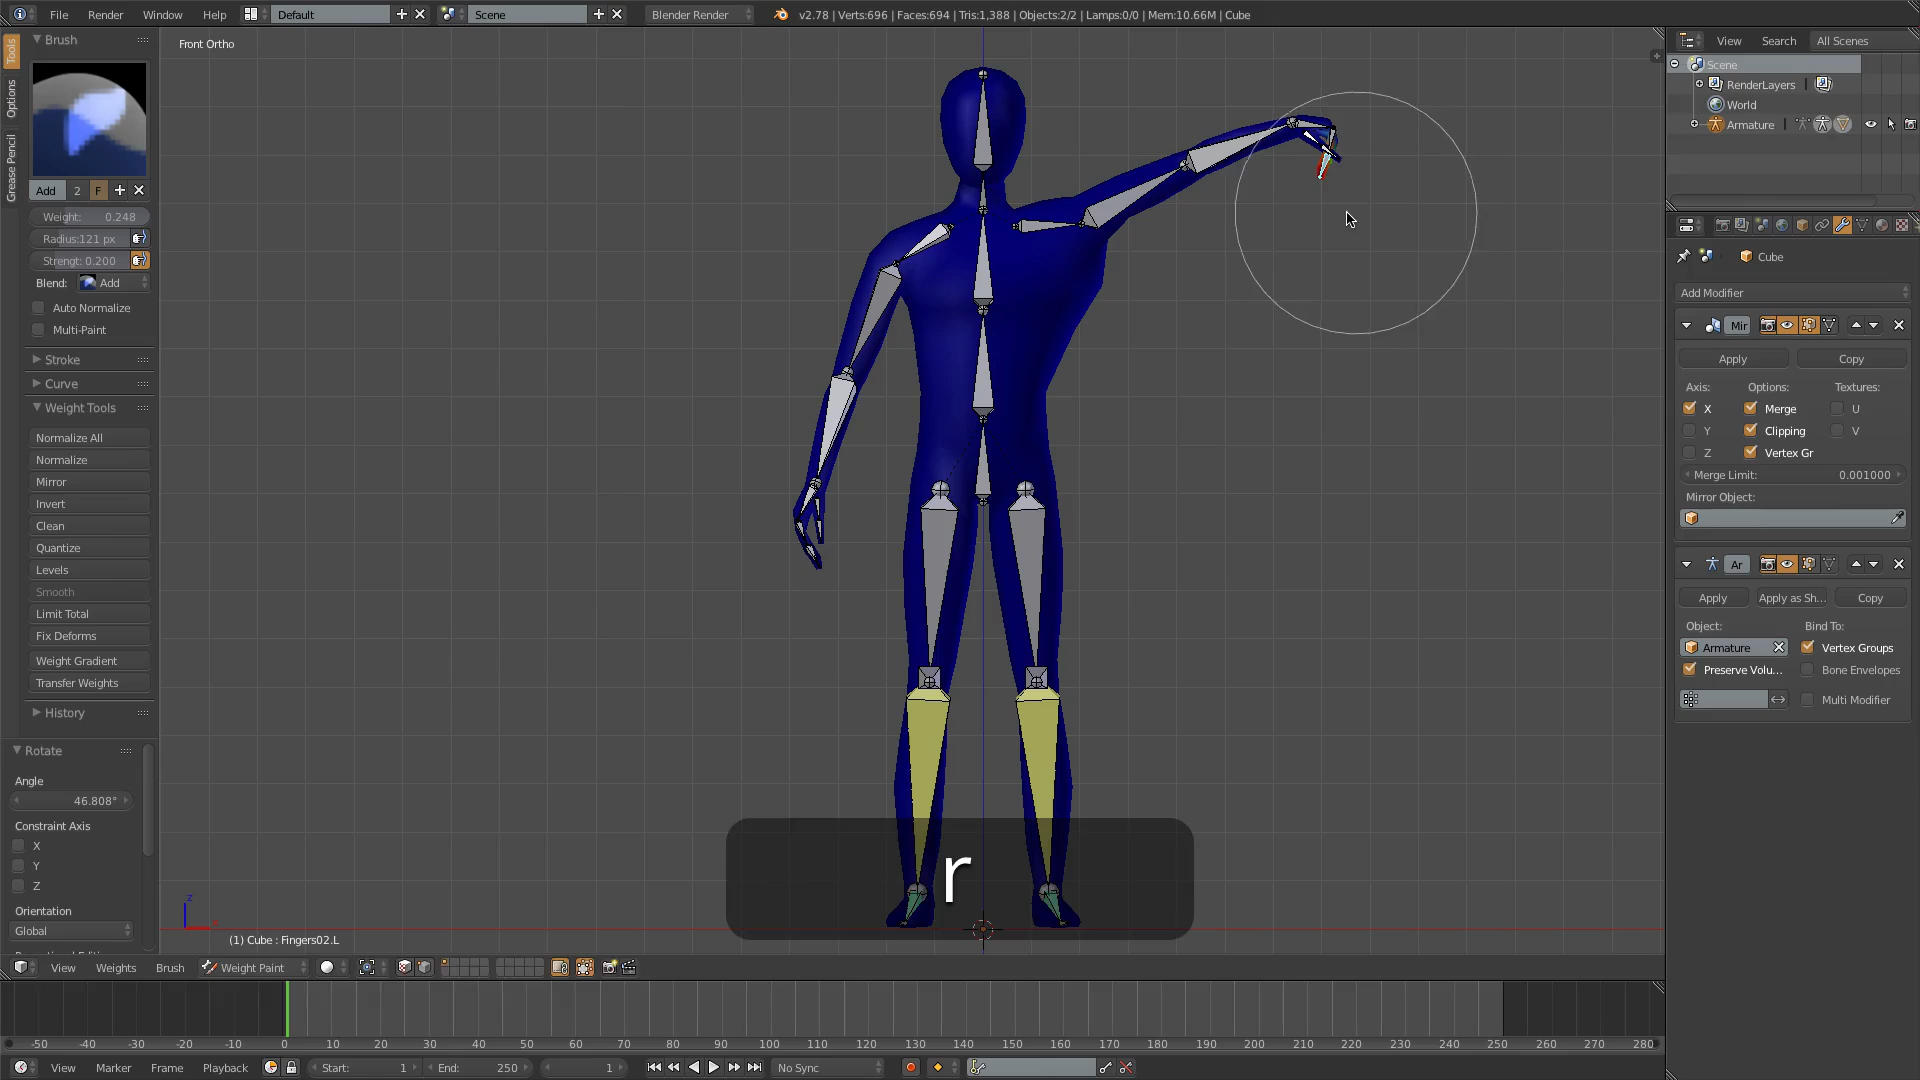 File Render Window Help Default Scene Blender Render v2.78 | Verts:696 | Faces:694 | Tris:1,388 | Objects:2/2 | Lamps:0/0 | Mem:10.66M | Cube
Tools
Options
Grease Pencil
Brush
Add 2 F
Weight: 0.248
Radius:121 px
Strengt: 0.200
Blend: Add
Auto Normalize
Multi-Paint
Stroke
Curve
Weight Tools
Normalize All
Normalize
Mirror
Invert
Clean
Quantize
Levels
Smooth
Limit Total
Fix Deforms
Weight Gradient
Transfer Weights
History
Rotate
Angle
46.808°
Constraint Axis
X
Y
Z
Orientation
Global
Front Ortho
r
z
(1) Cube : Fingers02.L
View Weights Brush Weight Paint
-50 -40 -30 -20 -10 0 10 20 30 40 50 60 70 80 90 100 110 120 130 140 150 160 170 180 190 200 210 220 230 240 250 260 270 280
View Marker Frame Playback Start: 1 End: 250 1 No Sync
View Search All Scenes
Scene
RenderLayers
World
Armature
Cube
Add Modifier
Mir
Apply Copy
Axis: Options: Textures:
X Merge U
Y Clipping V
Z Vertex Gr
Merge Limit: 0.001000
Mirror Object:
Ar
Apply Apply as Sh... Copy
Object: Bind To:
Armature Vertex Groups
Preserve Volu... Bone Envelopes
Multi Modifier